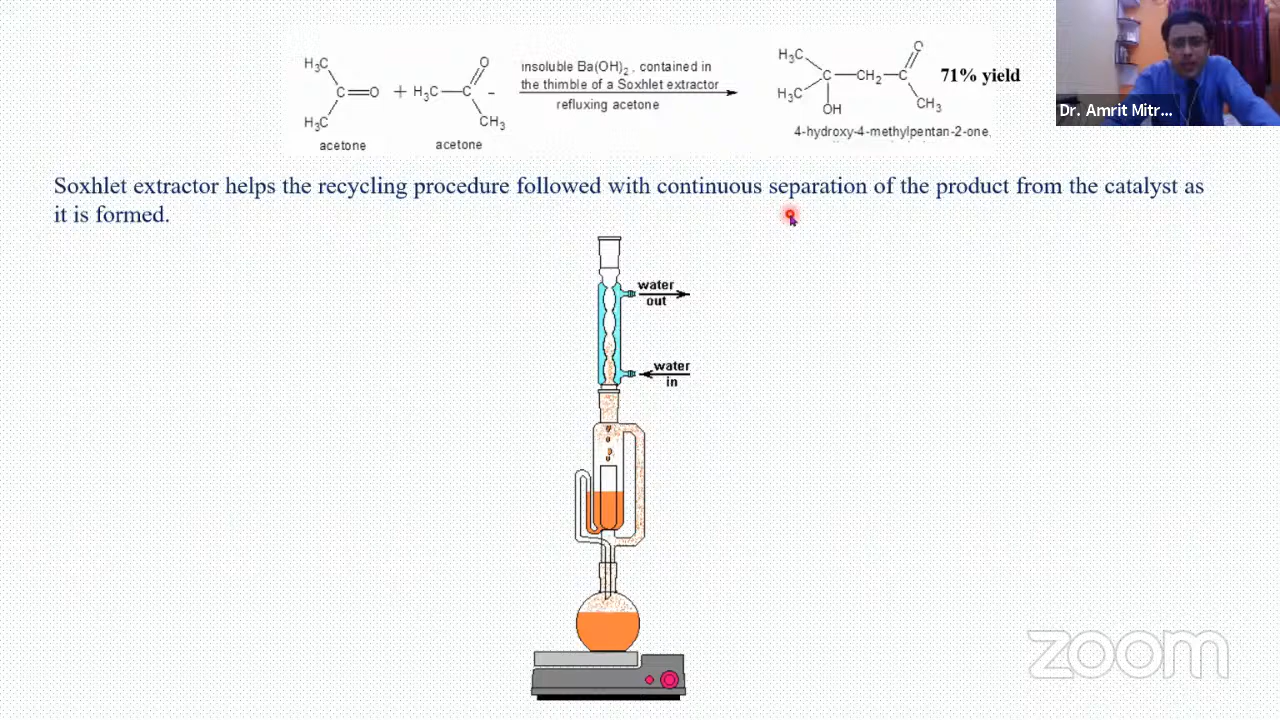 H₃C
H₃C
O
acetone
+
H₃C
C
O
CH₃
acetone
insoluble Ba(OH)₂, contained in
the thimble of a Soxhlet extractor
refluxing acetone
H₃C
H₃C
C
OH
CH₂
C
O
CH₃
4-hydroxy-4-methylpentan-2-one,
71% yield
Dr. Amrit Mitr...
Soxhlet extractor helps the recycling procedure followed with continuous separation of the product from the catalyst as
it is formed.
water
out
water
in
zoom